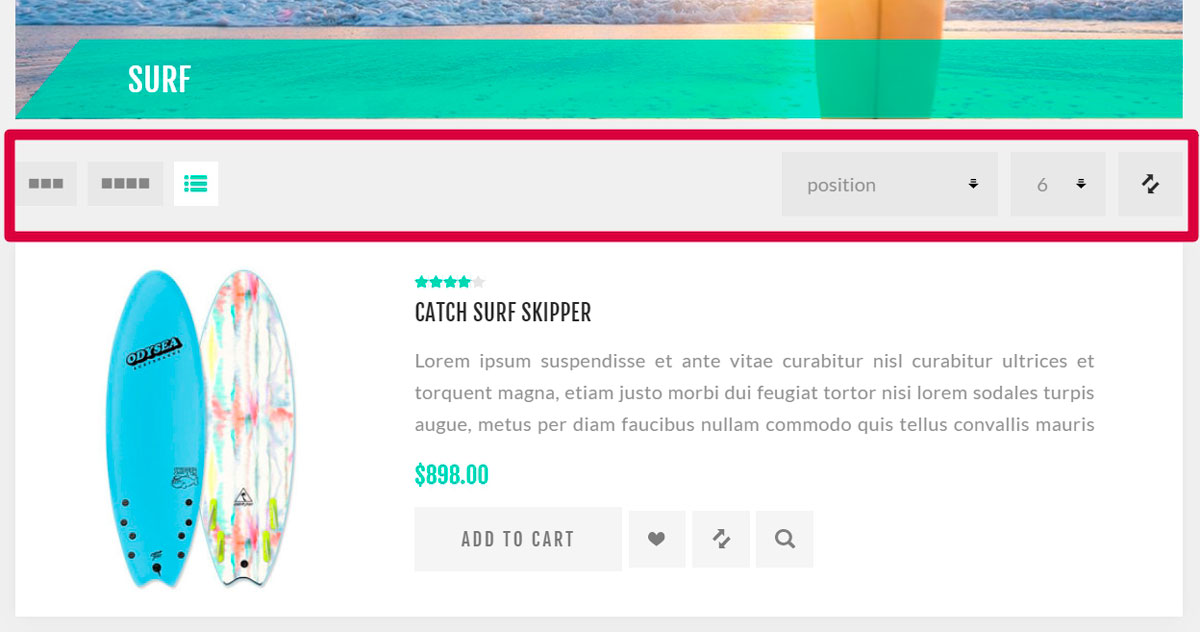 SURF
position
6
ODYSEA
CATCH SURF SKIPPER
Lorem ipsum suspendisse et ante vitae curabitur nisl curabitur ultrices et
torquent magna, etiam justo morbi dui feugiat tortor nisi lorem sodales turpis
augue, metus per diam faucibus nullam commodo quis tellus convallis mauris
$898.00
ADD TO CART